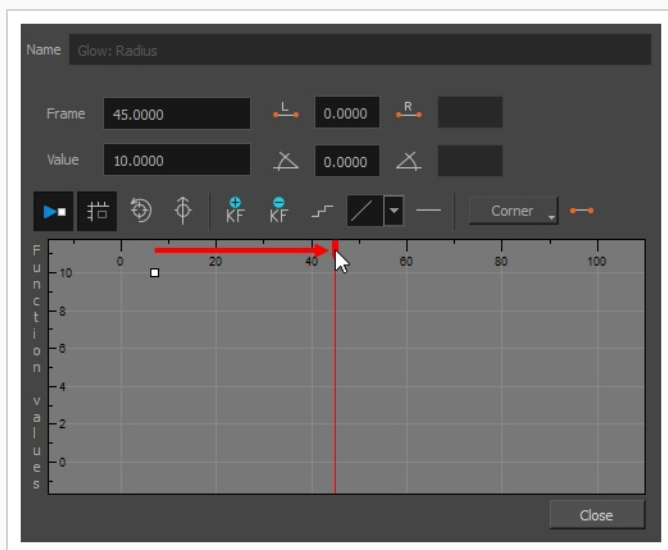 Name Glow: Radius
Frame 45.0000 L 0.0000 R
Value 10.0000 0.0000
KF KF Corner
Function values
0 20 40 60 80 100
10
8
6
4
2
0
Close